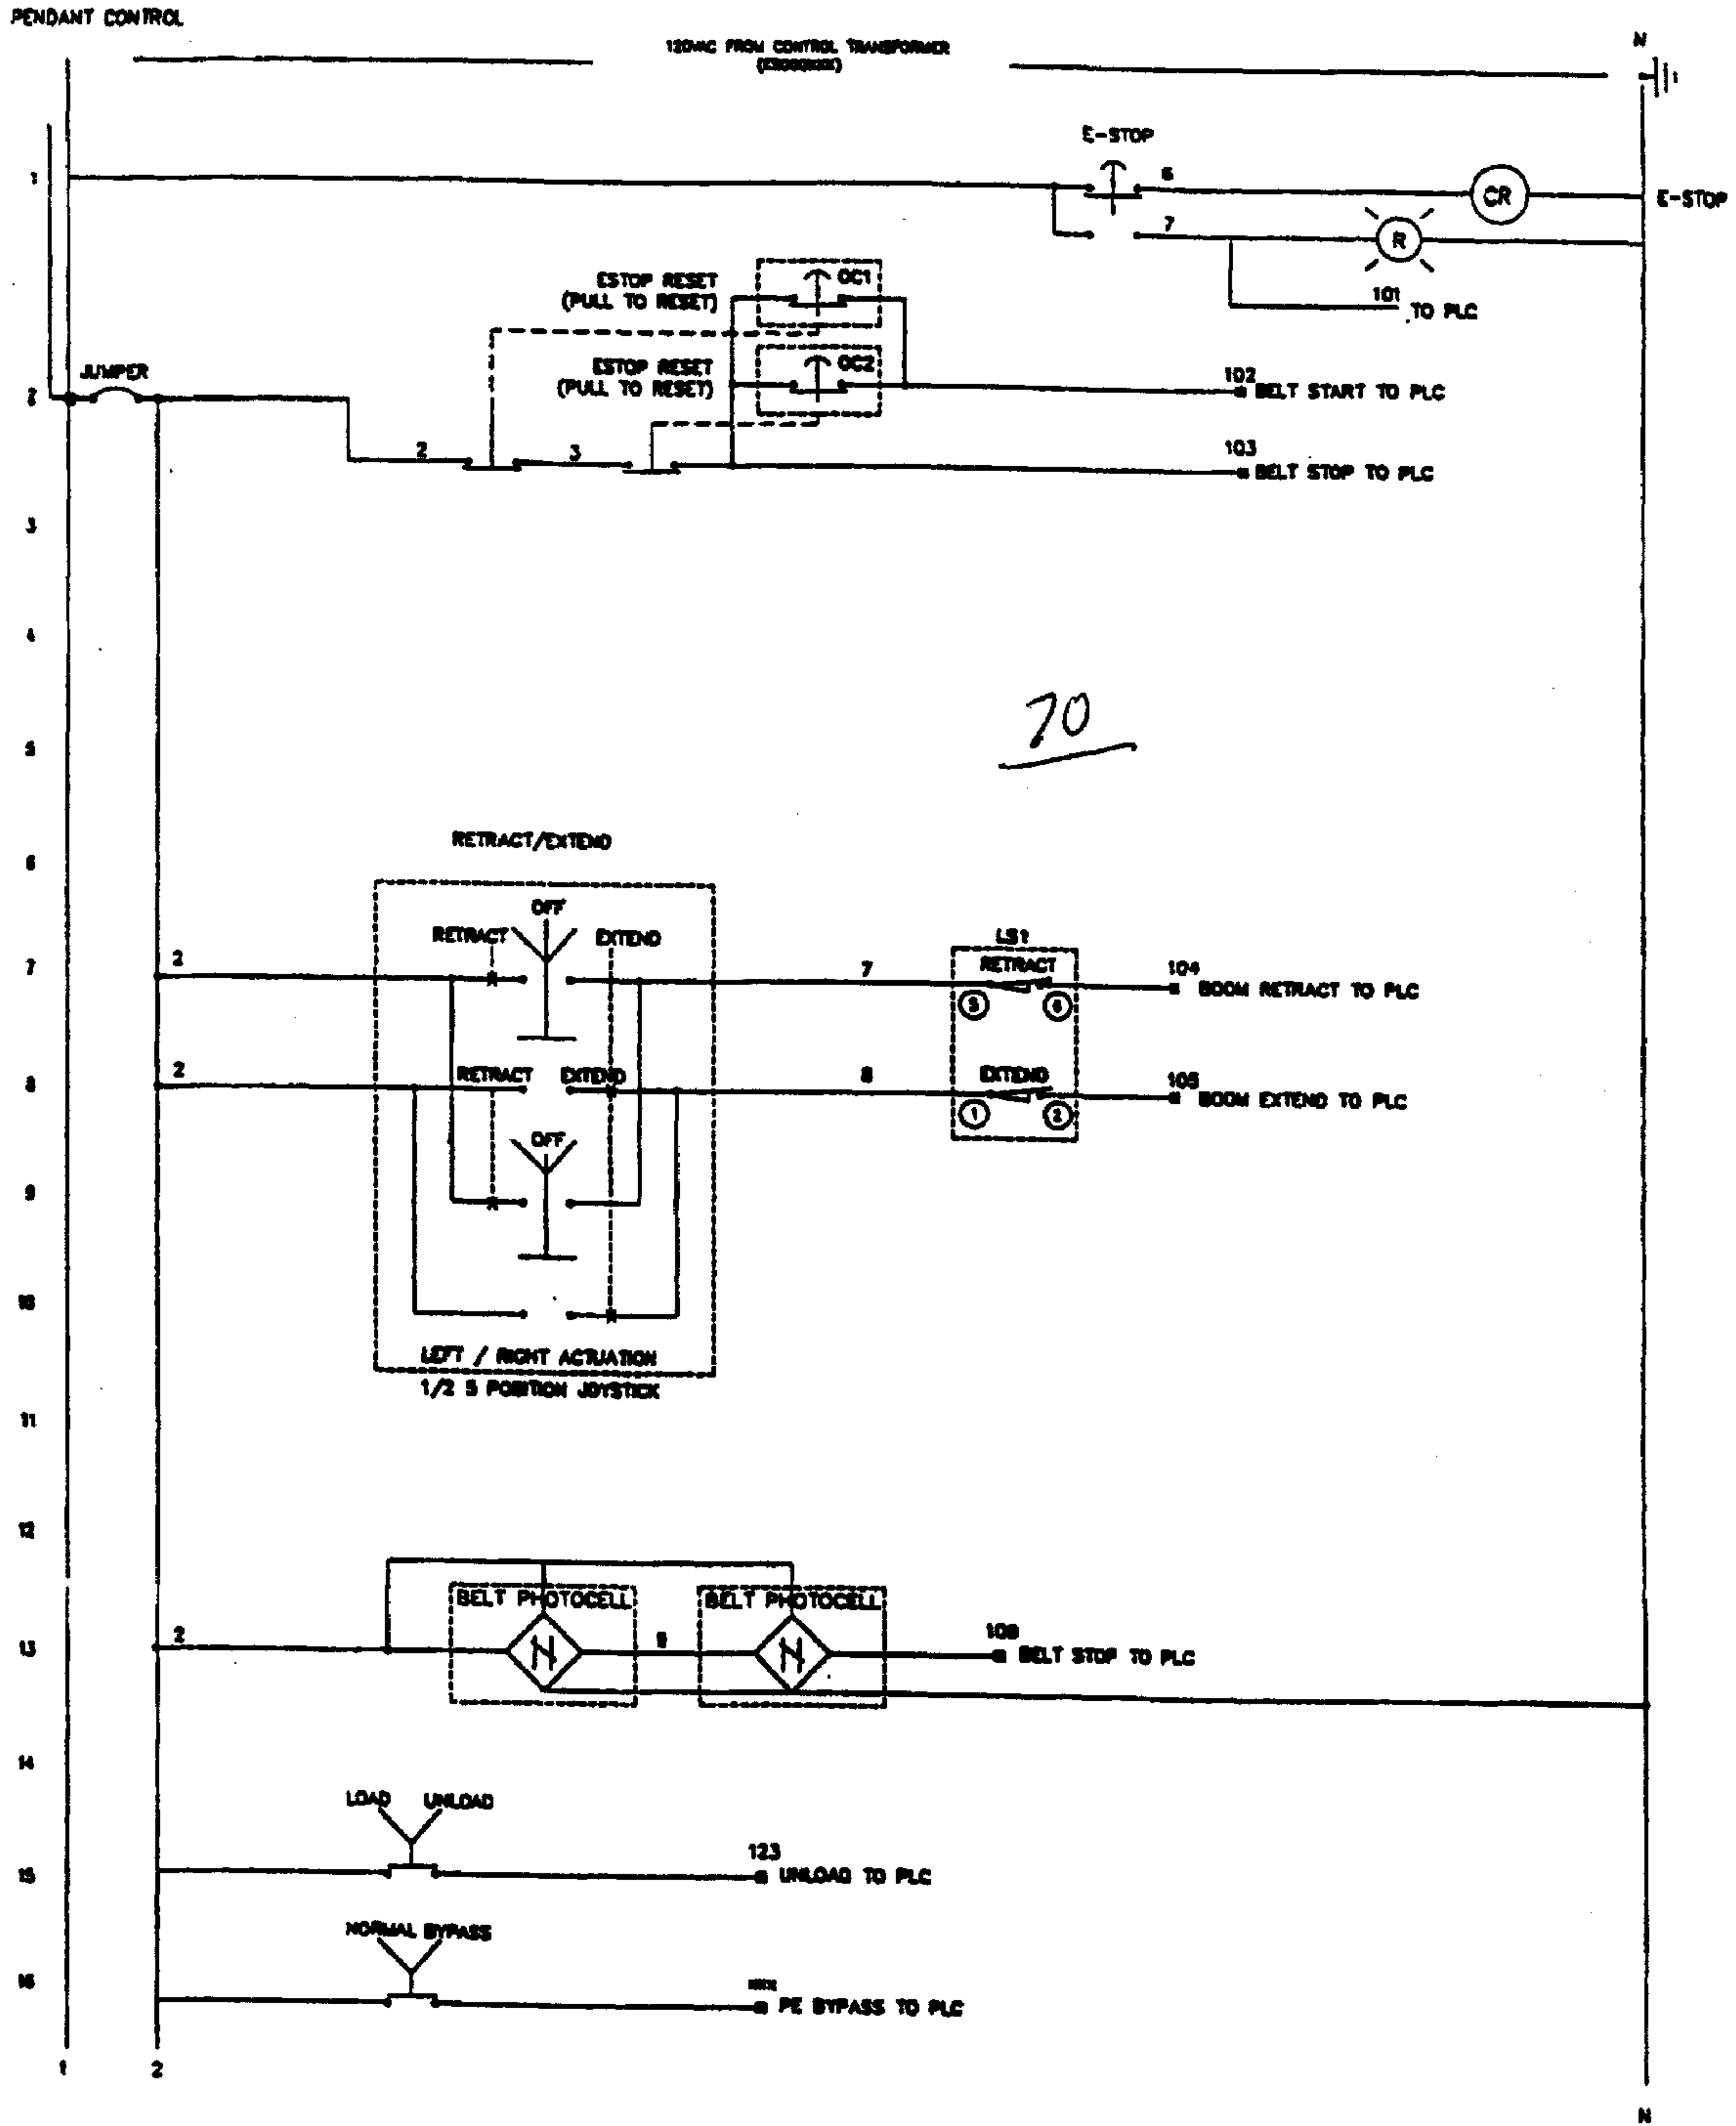 PENDANT CONTROL
120VAC FROM CONTROL TRANSFORMER
N
E-STOP
1
6
CR
E-STOP
7
R
ESTOP RESET
(PULL TO RESET)
OC1
101
TO PLC
JUMPER
ESTOP RESET
(PULL TO RESET)
OC2
2
102
BELT START TO PLC
2
3
103
BELT STOP TO PLC
3
4
70
5
RETRACT/EXTEND
6
OFF
RETRACT
EXTEND
LS1
7
2
7
RETRACT
104
BOOM RETRACT TO PLC
5
6
8
2
RETRACT
EXTEND
8
EXTEND
105
BOOM EXTEND TO PLC
1
2
OFF
9
10
LEFT / RIGHT ACTUATION
1/2 5 POSITION JOYSTICK
11
12
BELT PHOTOCELL
BELT PHOTOCELL
13
2
BELT STOP TO PLC
14
LOAD UNLOAD
15
123
UNLOAD TO PLC
NORMAL BYPASS
16
PE BYPASS TO PLC
1
2
N